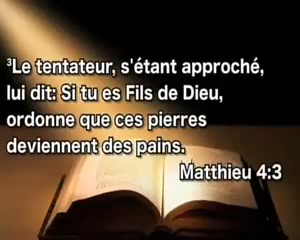 ³Le tentateur, s'étant approché,
lui dit: Si tu es Fils de Dieu,
ordonne que ces pierres
deviennent des pains.
Matthieu 4:3